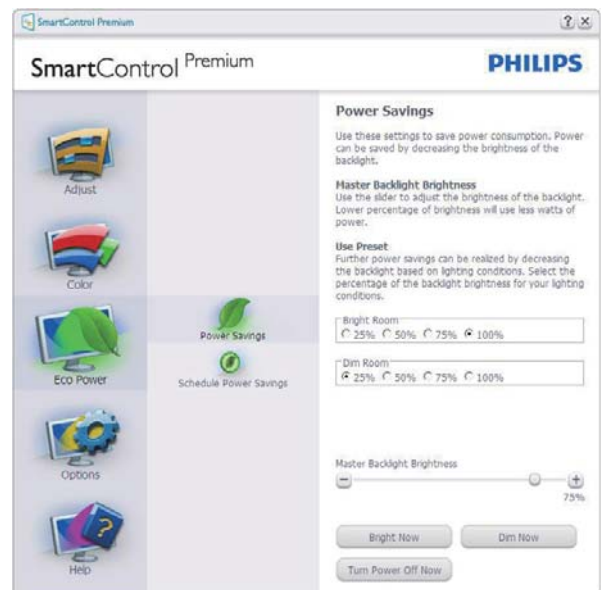 SmartControl Premium
SmartControl Premium
PHILIPS
Adjust
Color
Eco Power
Options
Help
Power Savings
Schedule Power Savings
Power Savings
Use these settings to save power consumption. Power
can be saved by decreasing the brightness of the
backlight.
Master Backlight Brightness
Use the slider to adjust the brightness of the backlight.
Lower percentage of brightness will use less watts of
power.
Use Preset
Further power savings can be realized by decreasing
the backlight based on lighting conditions. Select the
percentage of the backlight brightness for your lighting
conditions.
Bright Room
25% 50% 75% 100%
Dim Room
25% 50% 75% 100%
Master Backlight Brightness
75%
Bright Now Dim Now
Turn Power Off Now